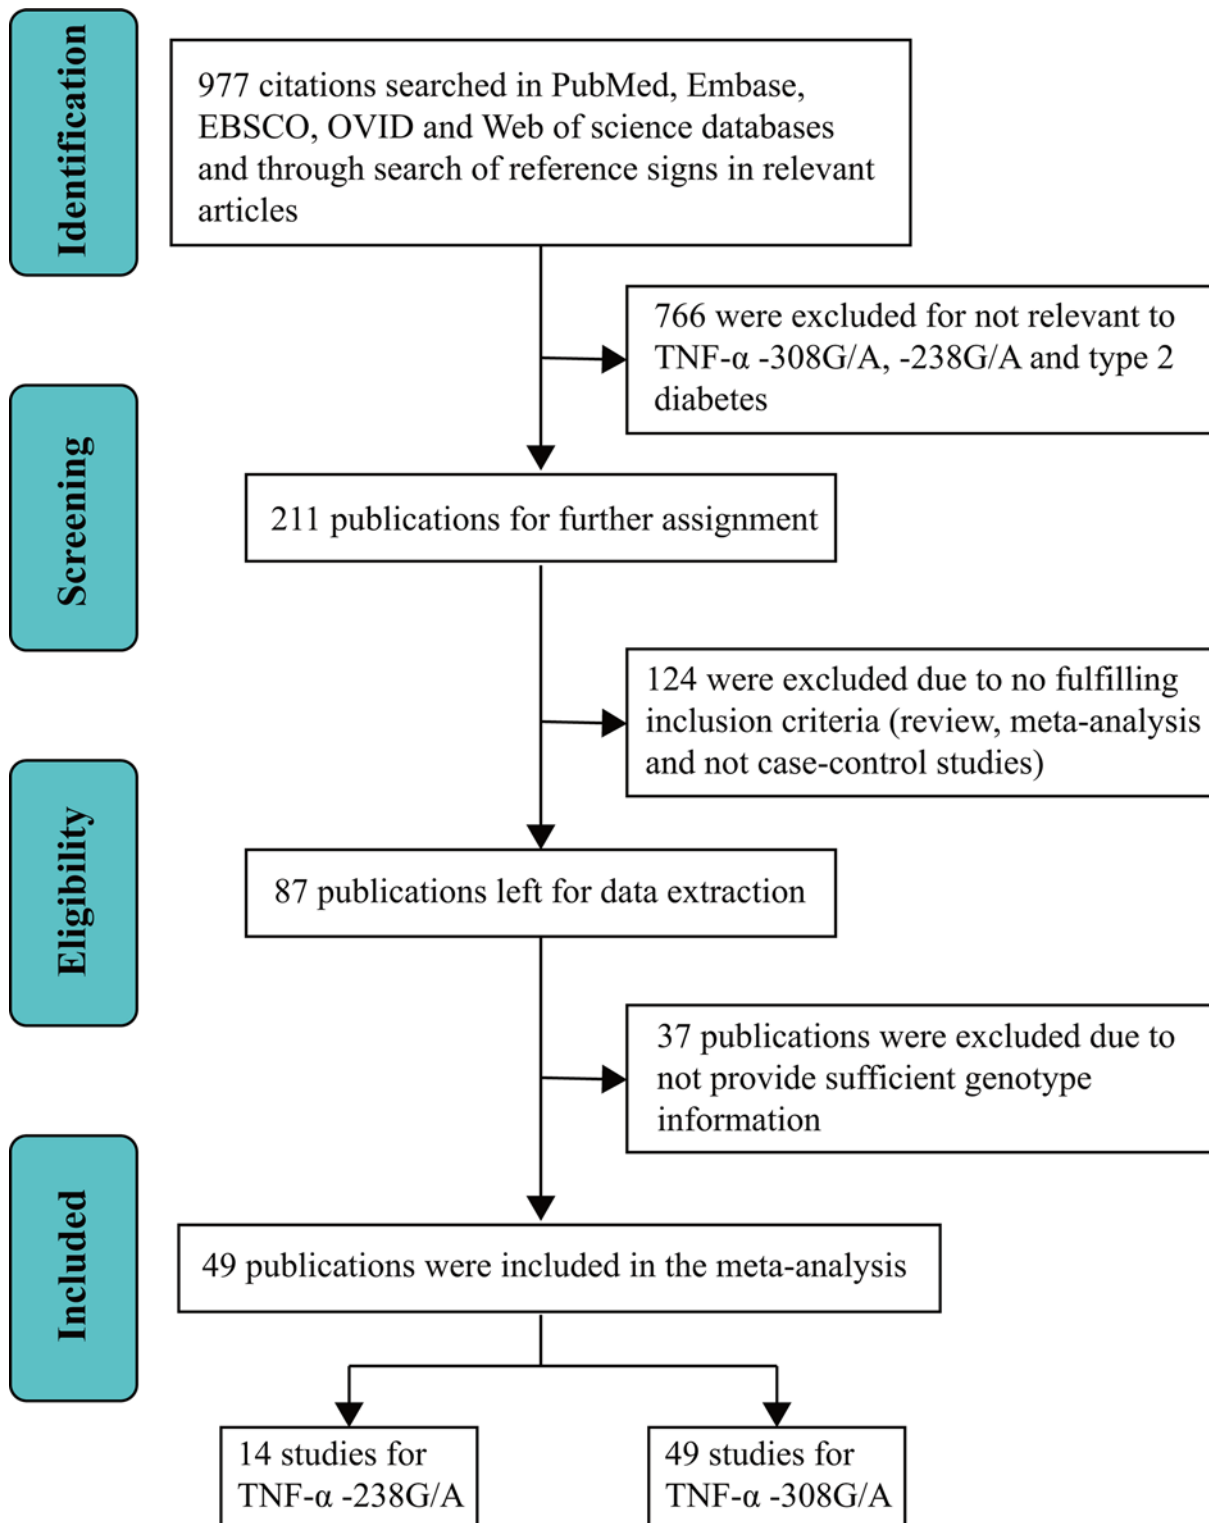 Identification
977 citations searched in PubMed, Embase,
EBSCO, OVID and Web of science databases
and through search of reference signs in relevant
articles
766 were excluded for not relevant to
TNF-α -308G/A, -238G/A and type 2
diabetes
Screening
211 publications for further assignment
124 were excluded due to no fulfilling
inclusion criteria (review, meta-analysis
and not case-control studies)
Eligibility
87 publications left for data extraction
37 publications were excluded due to
not provide sufficient genotype
information
Included
49 publications were included in the meta-analysis
14 studies for
TNF-α -238G/A
49 studies for
TNF-α -308G/A